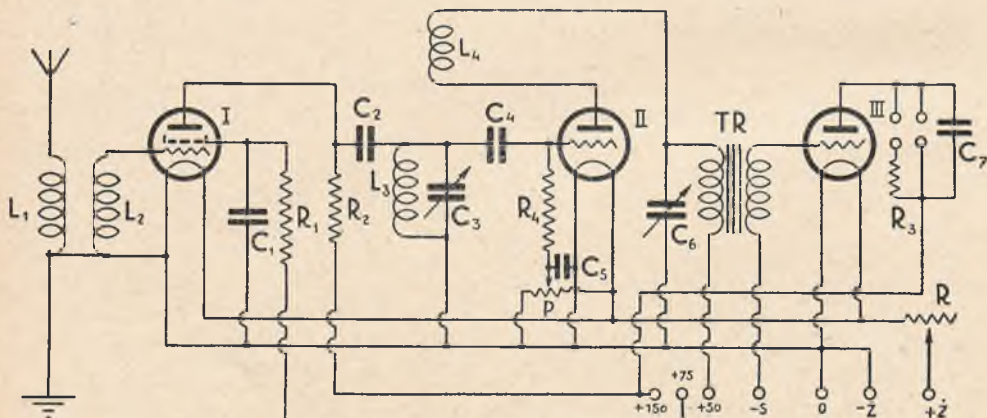 L₄
I
II
III
C₂
C₄
TR
C₇
L₁
L₂
L₃
C₃
C₁
R₁
R₂
R₄
C₅
P
C₆
R₃
R
+150
+75
+50
-S
0
-Ż
+Ż